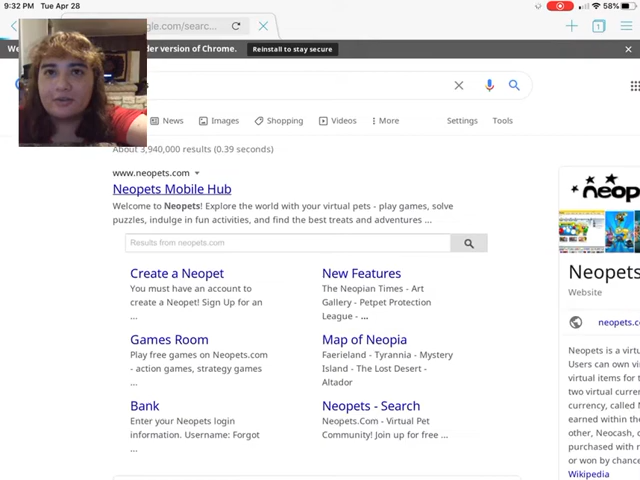 9:32 PM Tue Apr 28
58%
gle.com/searc...
1
We
der version of Chrome.
Reinstall to stay secure
News
Images
Shopping
Videos
More
Settings
Tools
About 3,940,000 results (0.39 seconds)
www.neopets.com
Neopets Mobile Hub
Welcome to Neopets! Explore the world with your virtual pets - play games, solve
puzzles, indulge in fun activities, and find the best treats and adventures ...
Results from neopets.com
Create a Neopet
You must have an account to
create a Neopet! Sign Up for an
...
New Features
The Neopian Times - Art
Gallery - Petpet Protection
League - ...
Games Room
Play free games on Neopets.com
- action games, strategy games
...
Map of Neopia
Faerieland - Tyrannia - Mystery
Island - The Lost Desert -
Altador
Bank
Enter your Neopets login
information. Username: Forgot
...
Neopets - Search
Neopets.Com - Virtual Pet
Community! Join up for free ...
neop
Neopets
Website
neopets.c
Neopets is a virtu
Users can own vir
virtual items for t
two virtual curre
currency, called N
earned within the
other, Neocash, c
purchased with r
or won by chance
Wikipedia